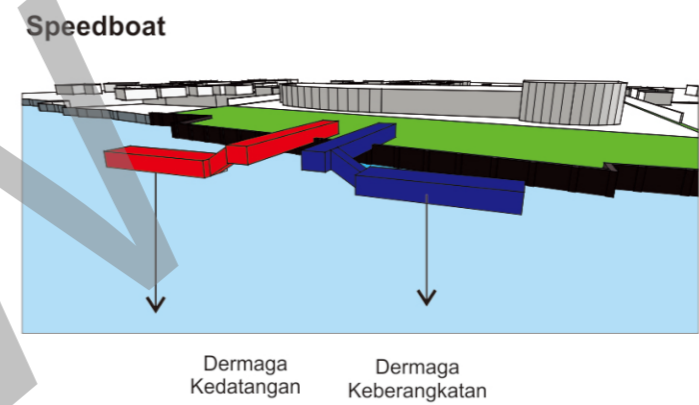 Speedboat
Dermaga
Kedatangan
Dermaga
Keberangkatan